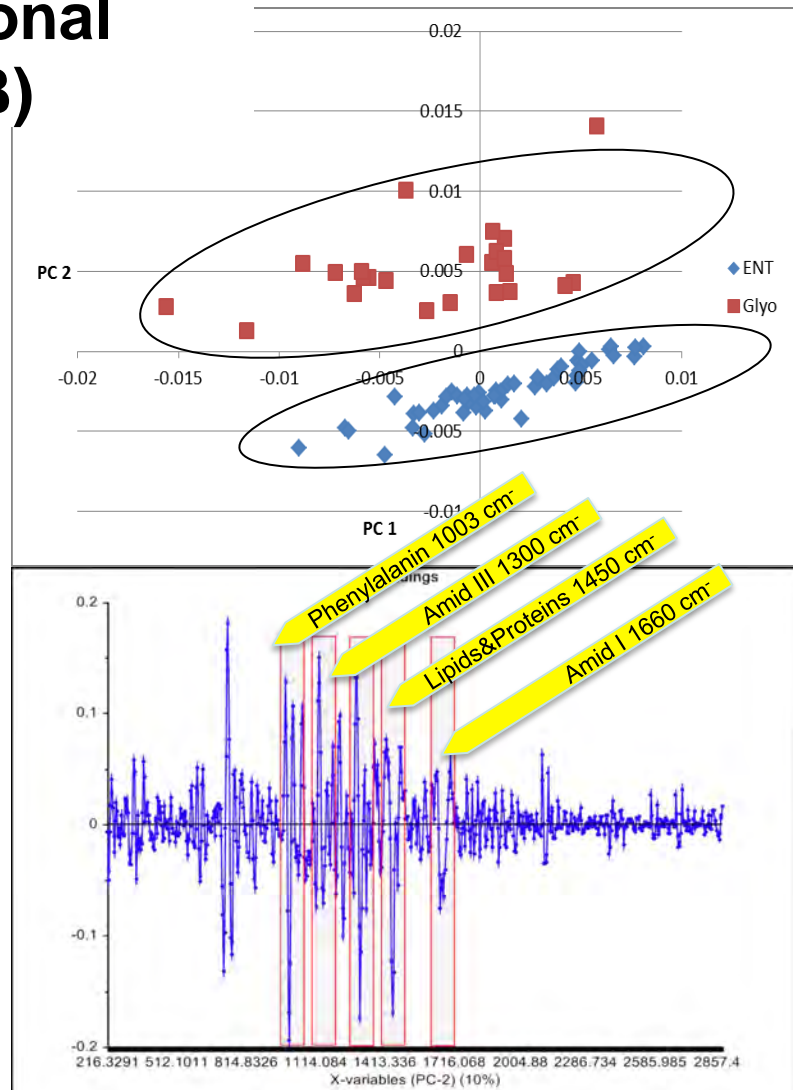 onal
3)
0.02
0.015
0.01
PC 2
0.005
ENT
Glyo
0
-0.02
-0.015
-0.01
-0.005
0
0.005
0.01
-0.005
-0.01
PC 1
Phenylalanin 1003 cm-
Amid III 1300 cm-
Lipids&Proteins 1450 cm-
Amid I 1660 cm-
dings
0.2
0.1
0
-0.1
-0.2
216.3291 512.1011 814.8326 1114.084 1413.336 1716.068 2004.88 2286.734 2585.985 2857.4
X-variables (PC-2) (10%)